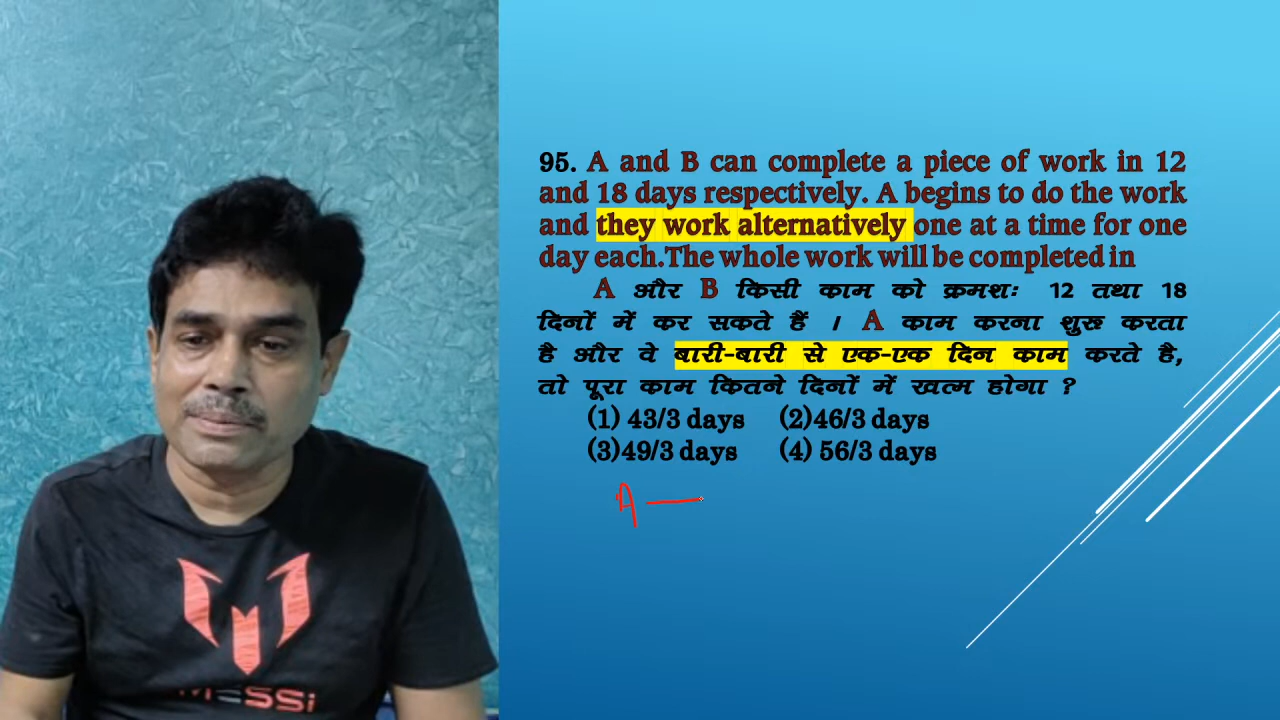 95. A and B can complete a piece of work in 12
and 18 days respectively. A begins to do the work
and they work alternatively one at a time for one
day each.The whole work will be completed in
A और B किसी काम को क्रमशः 12 तथा 18
दिनों में कर सकते हैं । A काम करना शुरू करता
है और वे बारी-बारी से एक-एक दिन काम करते है,
तो पूरा काम कितने दिनों में खत्म होगा ?
(1) 43/3 days (2)46/3 days
(3)49/3 days (4) 56/3 days
A —
MESSi